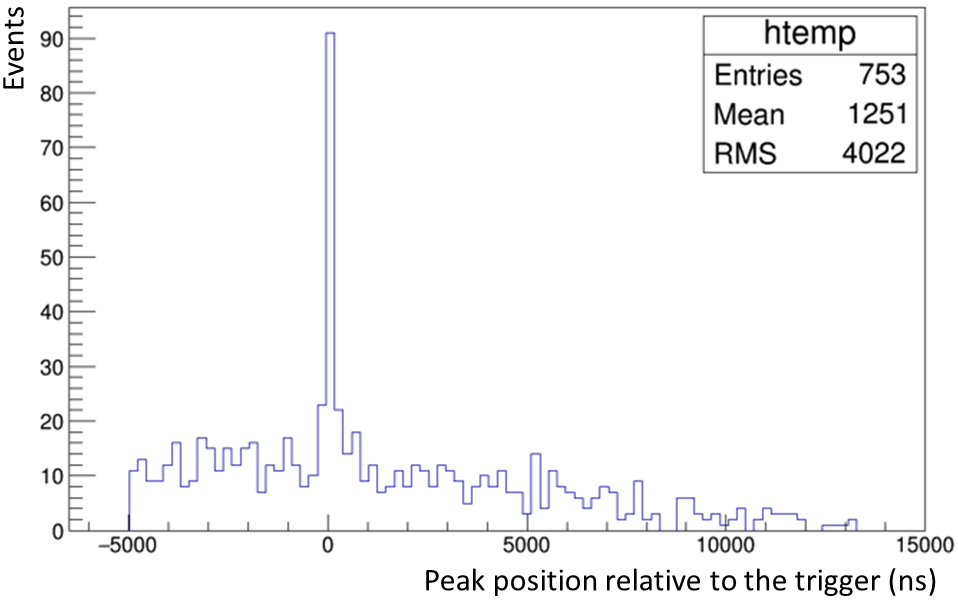 Events
90
80
70
60
50
40
30
20
10
0
−5000 0 5000 10000 15000
Peak position relative to the trigger (ns)
htemp
Entries 753
Mean 1251
RMS 4022